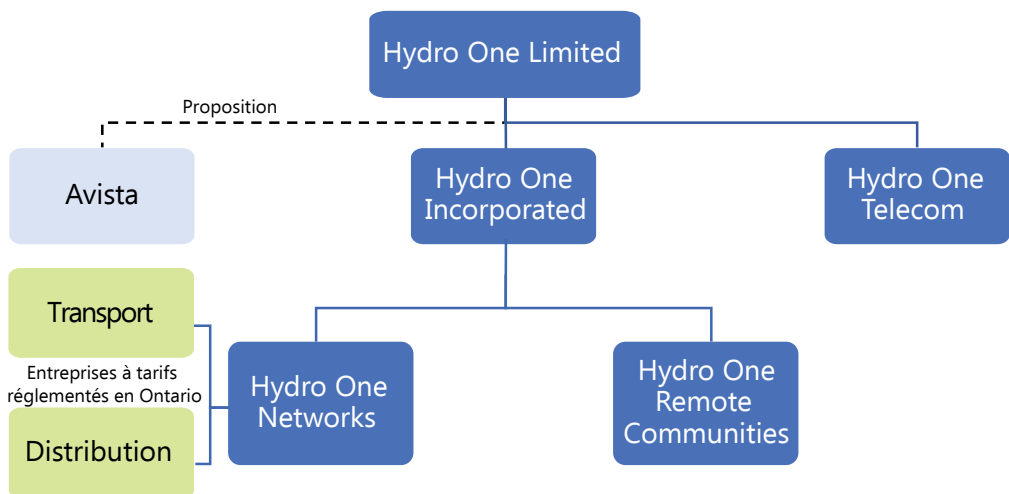 Hydro One Limited
Proposition
Avista
Hydro One
Incorporated
Hydro One
Telecom
Transport
Entreprises à tarifs
réglementés en Ontario
Distribution
Hydro One
Networks
Hydro One
Remote
Communities